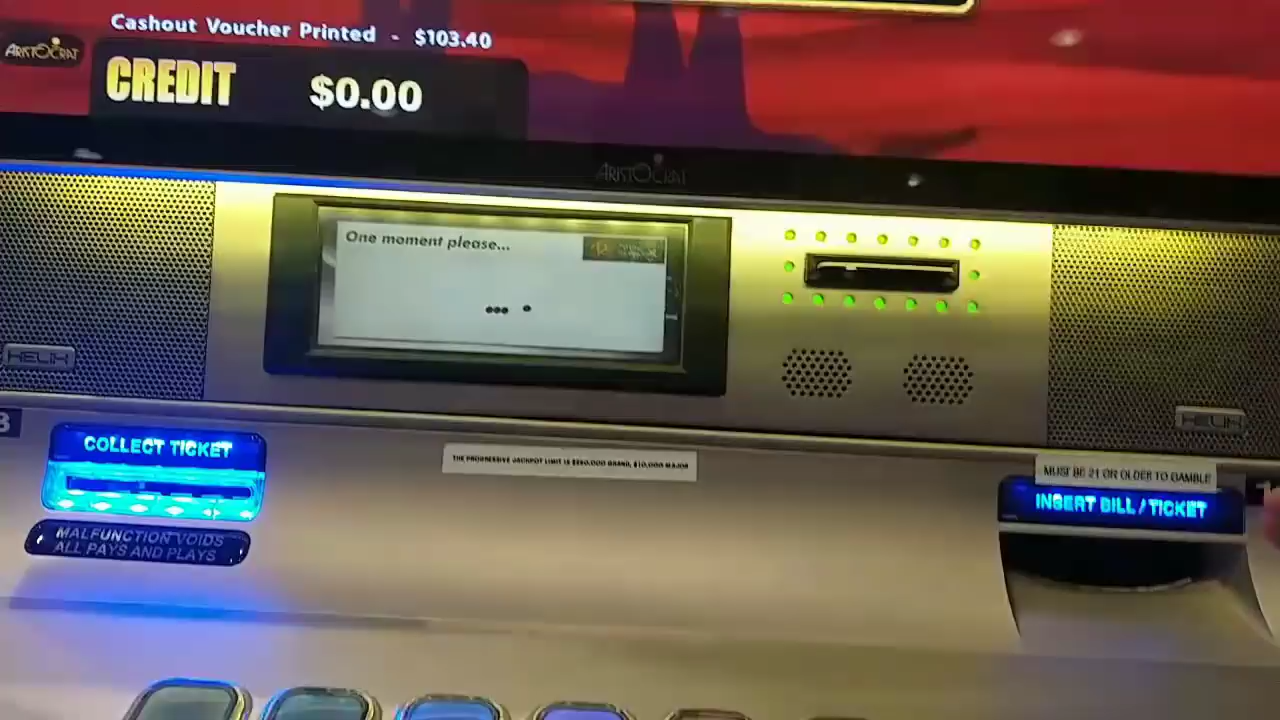 Cashout Voucher Printed - $103.40
ARISTOCRAT
CREDIT $0.00
ARISTOCRAT
One moment please...
HELIX
HELIX
COLLECT TICKET
THE PROGRESSIVE JACKPOT LIMIT IS $250,000 GRAND, $10,000 MAJOR
MUST BE 21 OR OLDER TO GAMBLE
INSERT BILL/TICKET
MALFUNCTION VOIDS
ALL PAYS AND PLAYS